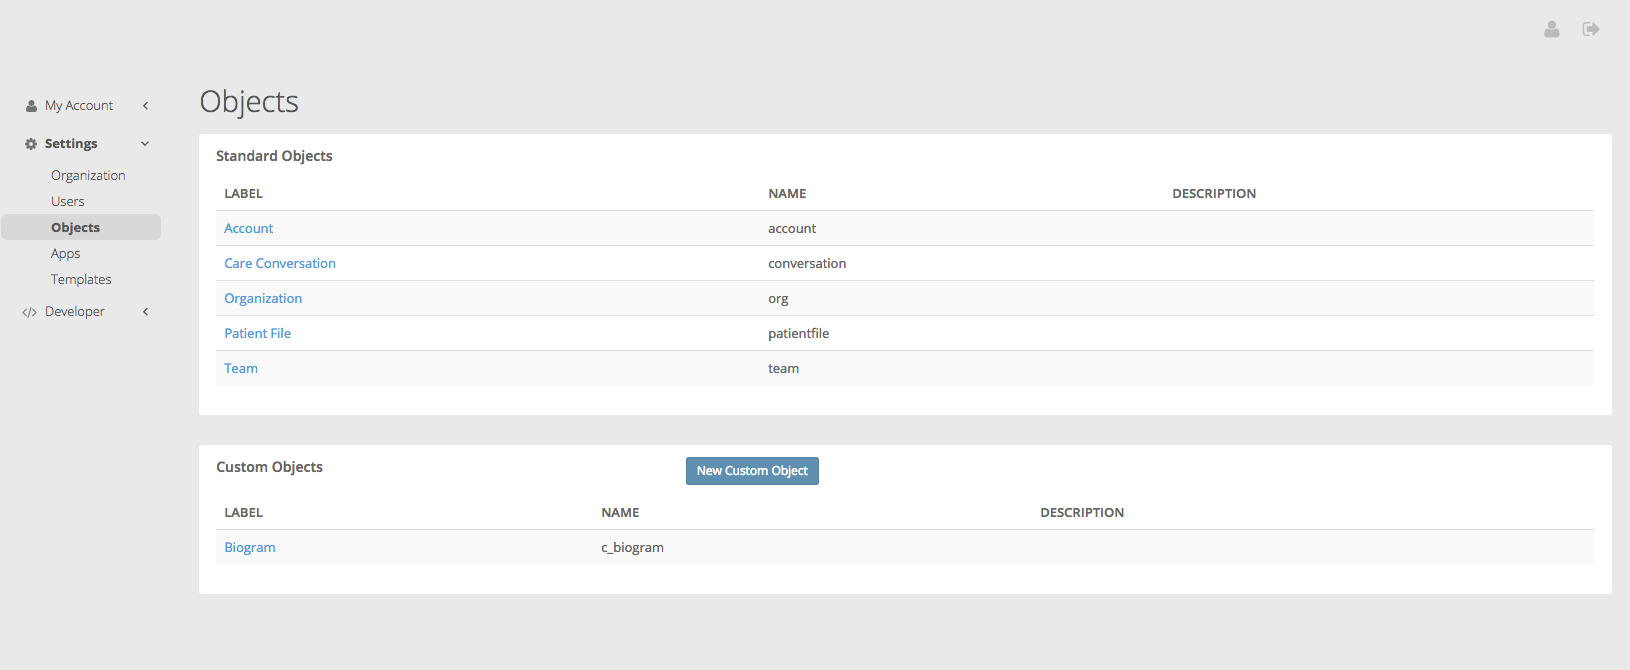 My Account
Settings
Organization
Users
Objects
Apps
Templates
Developer
Objects
Standard Objects
LABEL NAME DESCRIPTION
Account account
Care Conversation conversation
Organization org
Patient File patientfile
Team team
Custom Objects New Custom Object
LABEL NAME DESCRIPTION
Biogram c_biogram